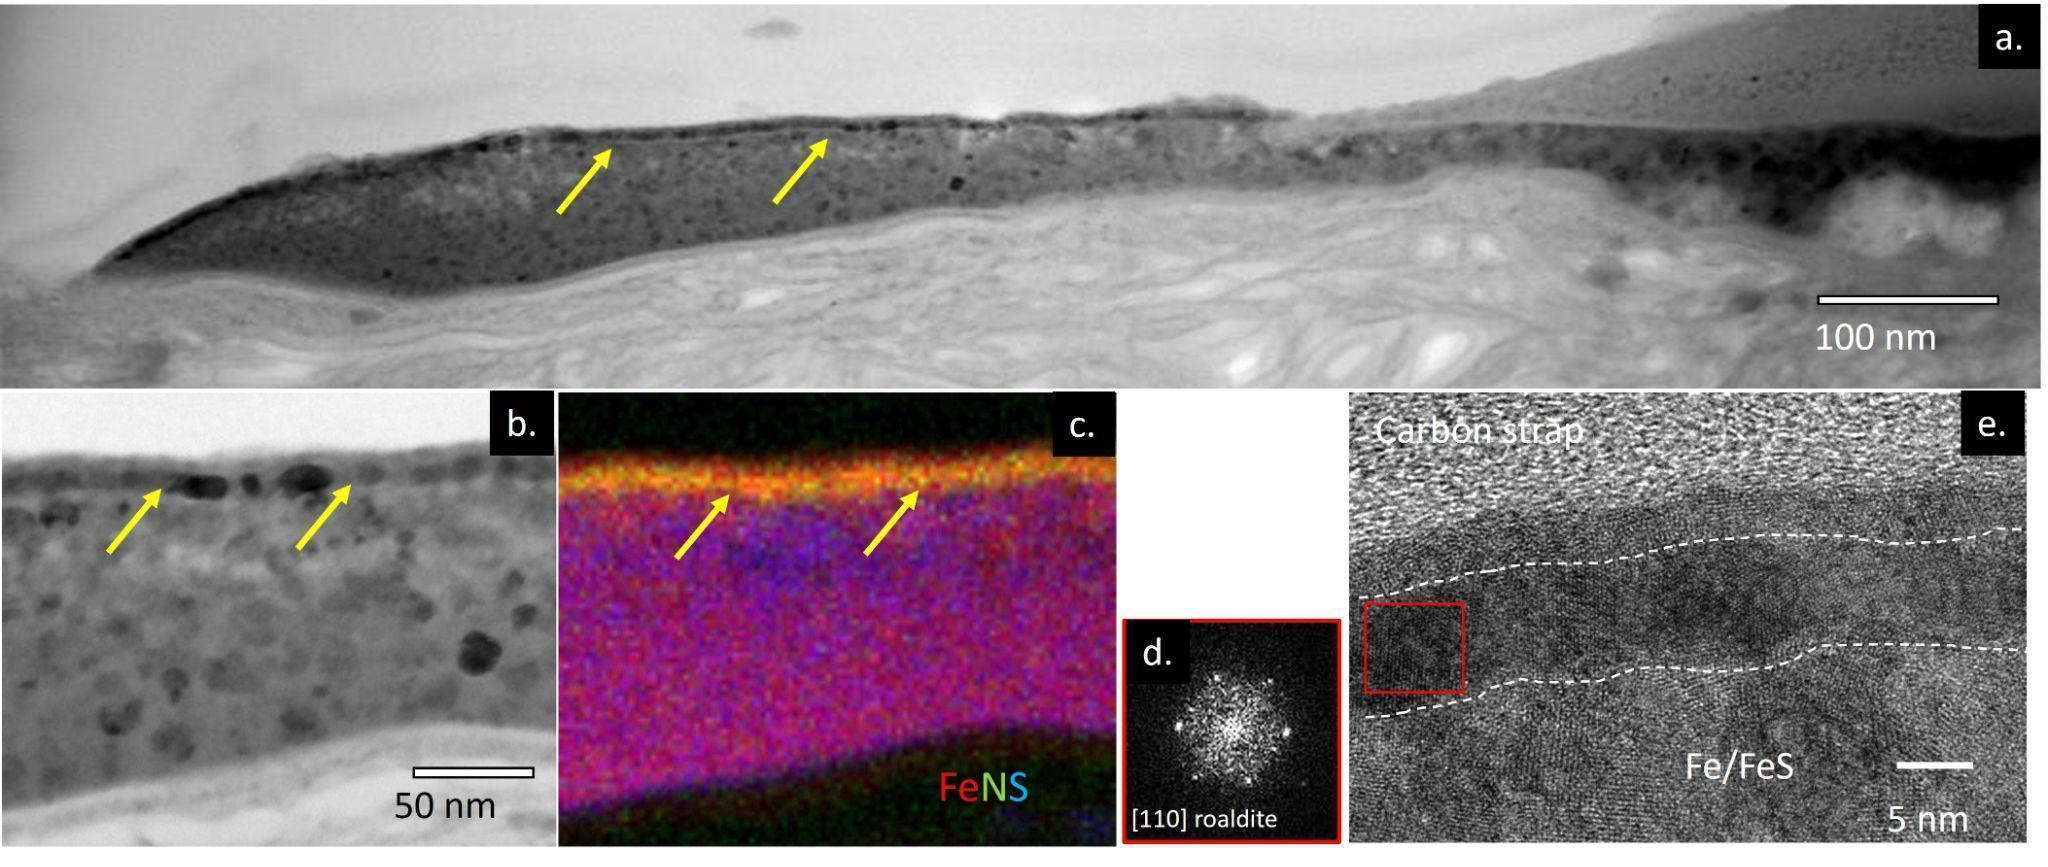 a.
100 nm
b.
50 nm
c.
FeNS
d.
[110] roaldite
Carbon strap
e.
Fe/FeS
5 nm